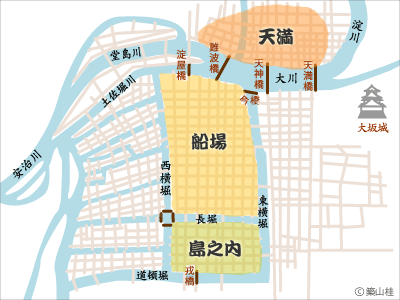 天満
淀川
堂島川
淀屋橋
難波橋
天神橋
大川
天満橋
土佐堀川
今橋
大坂城
安治川
船場
西横堀
東横堀
長堀
島之内
道頓堀
戎橋
©築山桂